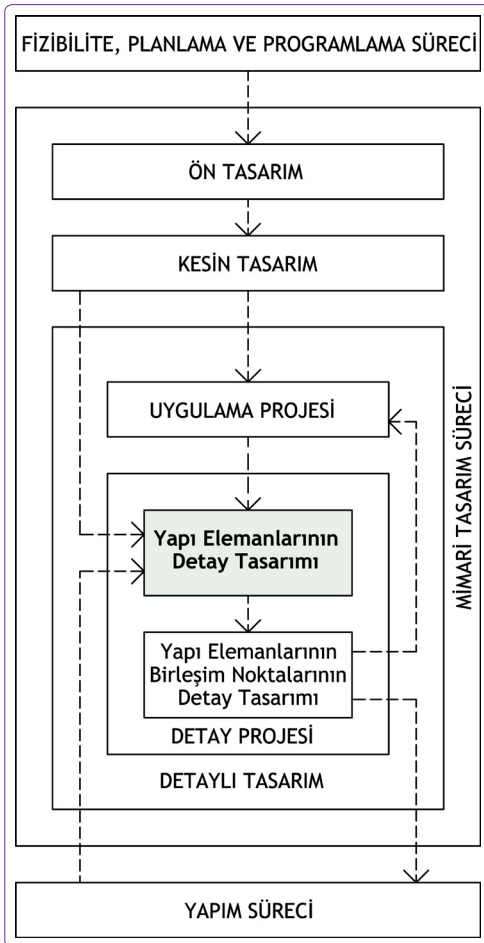 FİZİBİLİTE, PLANLAMA VE PROGRAMLAMA SÜRECİ
ÖN TASARIM
KESİN TASARIM
UYGULAMA PROJESİ
Yapı Elemanlarının
Detay Tasarımı
Yapı Elemanlarının
Birleşim Noktalarının
Detay Tasarımı
DETAY PROJESİ
DETAYLI TASARIM
MİMARİ TASARIM SÜRECİ
YAPIM SÜRECİ